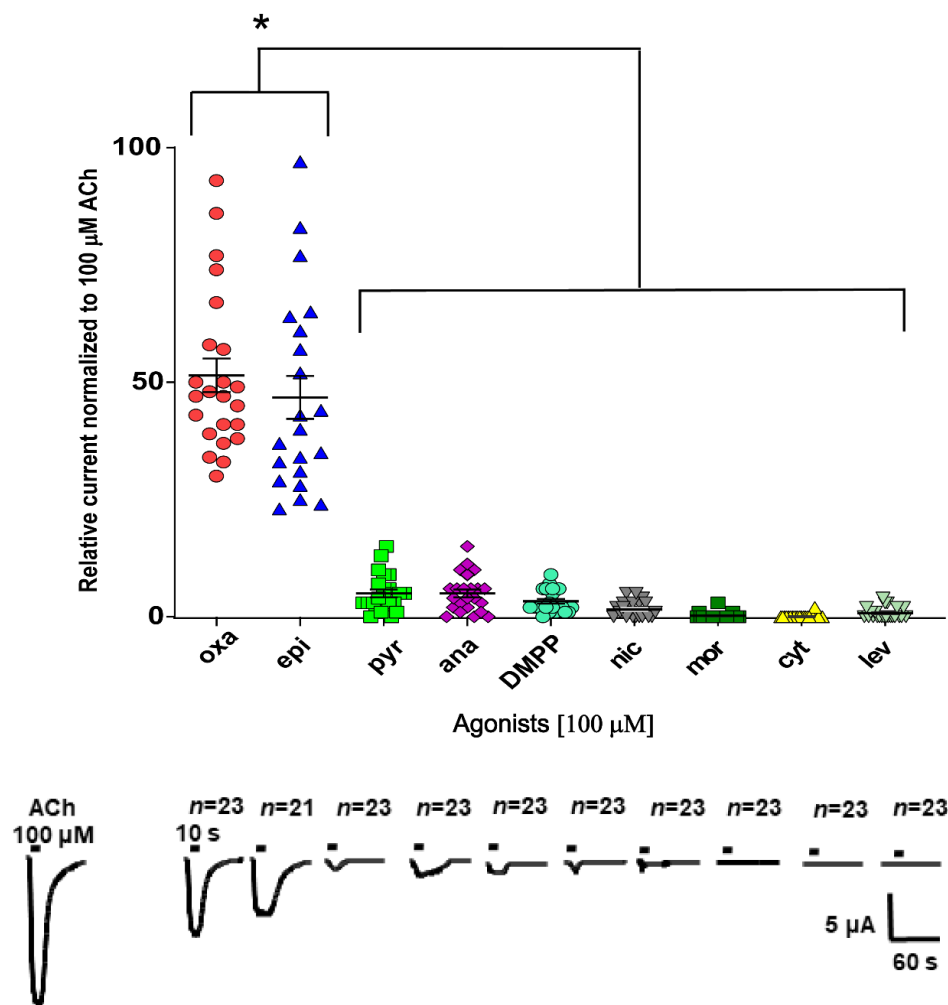 *
Relative current normalized to 100 µM ACh
100
50
0
oxa epi pyr ana DMPP nic mor cyt lev
Agonists [100 µM]
ACh n=23 n=21 n=23 n=23 n=23 n=23 n=23 n=23 n=23 n=23
100 µM 10 s
5 µA
60 s